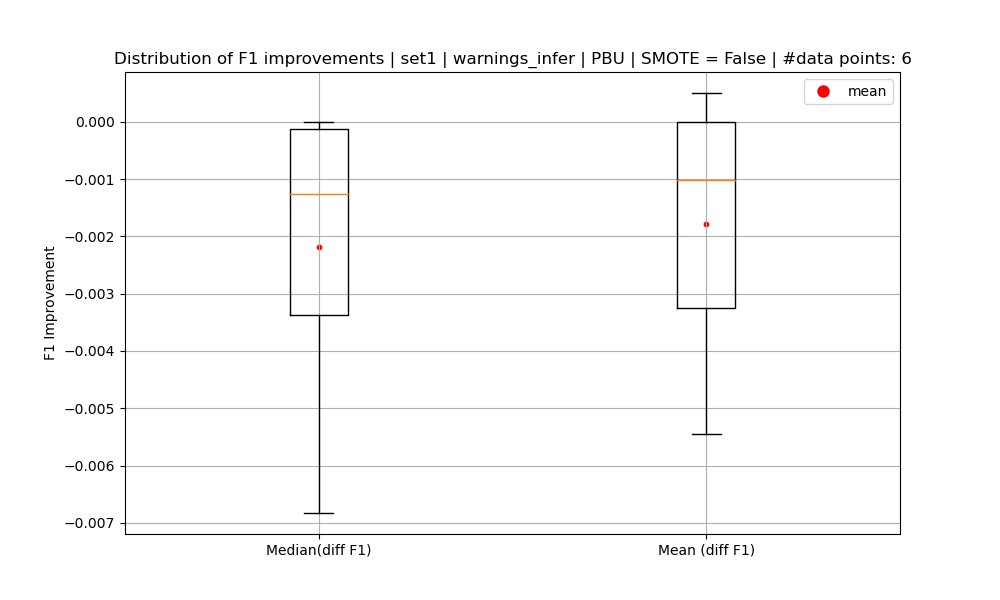 Distribution of F1 improvements | set1 | warnings_infer | PBU | SMOTE = False | #data points: 6
mean
0.000
−0.001
−0.002
−0.003
−0.004
−0.005
−0.006
−0.007
F1 Improvement
Median(diff F1)
Mean (diff F1)